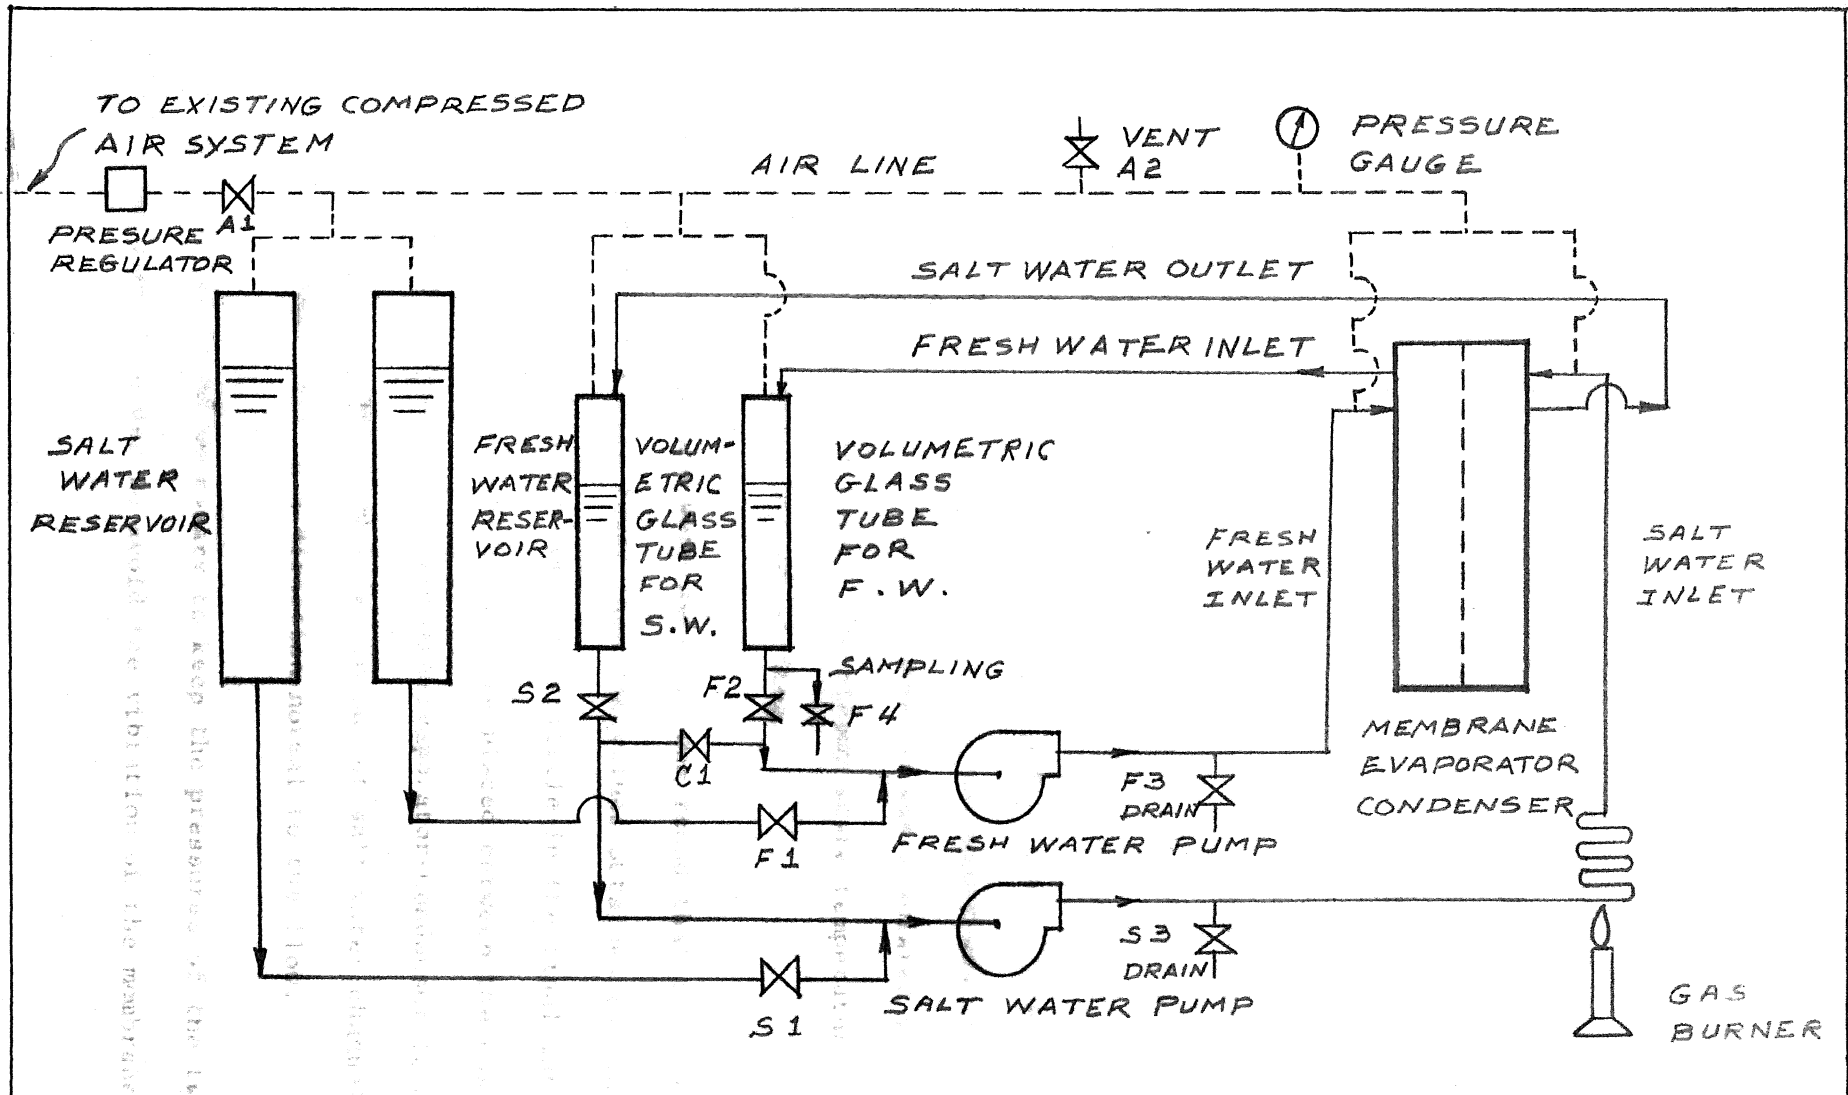 TO EXISTING COMPRESSED
AIR SYSTEM
PRESURE
REGULATOR
A1
AIR LINE
VENT
A2
PRESSURE
GAUGE
SALT WATER OUTLET
FRESH WATER INLET
SALT
WATER
RESERVOIR
FRESH
WATER
RESER-
VOIR
VOLUM-
ETRIC
GLASS
TUBE
FOR
S.W.
VOLUMETRIC
GLASS
TUBE
FOR
F.W.
FRESH
WATER
INLET
SALT
WATER
INLET
S2
F2
SAMPLING
F4
C1
F1
FRESH WATER PUMP
F3
DRAIN
MEMBRANE
EVAPORATOR
CONDENSER
S1
SALT WATER PUMP
S3
DRAIN
GAS
BURNER